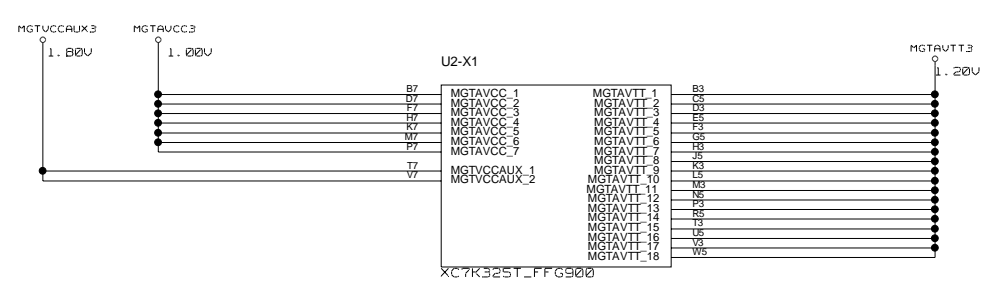 MGTVCCAUX3
1.80V
MGTAVCC3
1.00V
MGTAVTT3
1.20V
U2-X1
B7 MGTAVCC_1 MGTAVTT_1 B3
D7 MGTAVCC_2 MGTAVTT_2 C5
F7 MGTAVCC_3 MGTAVTT_3 D3
H7 MGTAVCC_4 MGTAVTT_4 E5
K7 MGTAVCC_5 MGTAVTT_5 F3
M7 MGTAVCC_6 MGTAVTT_6 G5
P7 MGTAVCC_7 MGTAVTT_7 H3
MGTAVTT_8 J5
T7 MGTVCCAUX_1 MGTAVTT_9 K3
V7 MGTVCCAUX_2 MGTAVTT_10 L5
MGTAVTT_11 M3
MGTAVTT_12 N5
MGTAVTT_13 P3
MGTAVTT_14 R5
MGTAVTT_15 T3
MGTAVTT_16 U5
MGTAVTT_17 V3
MGTAVTT_18 W5
XC7K325T_FFG900